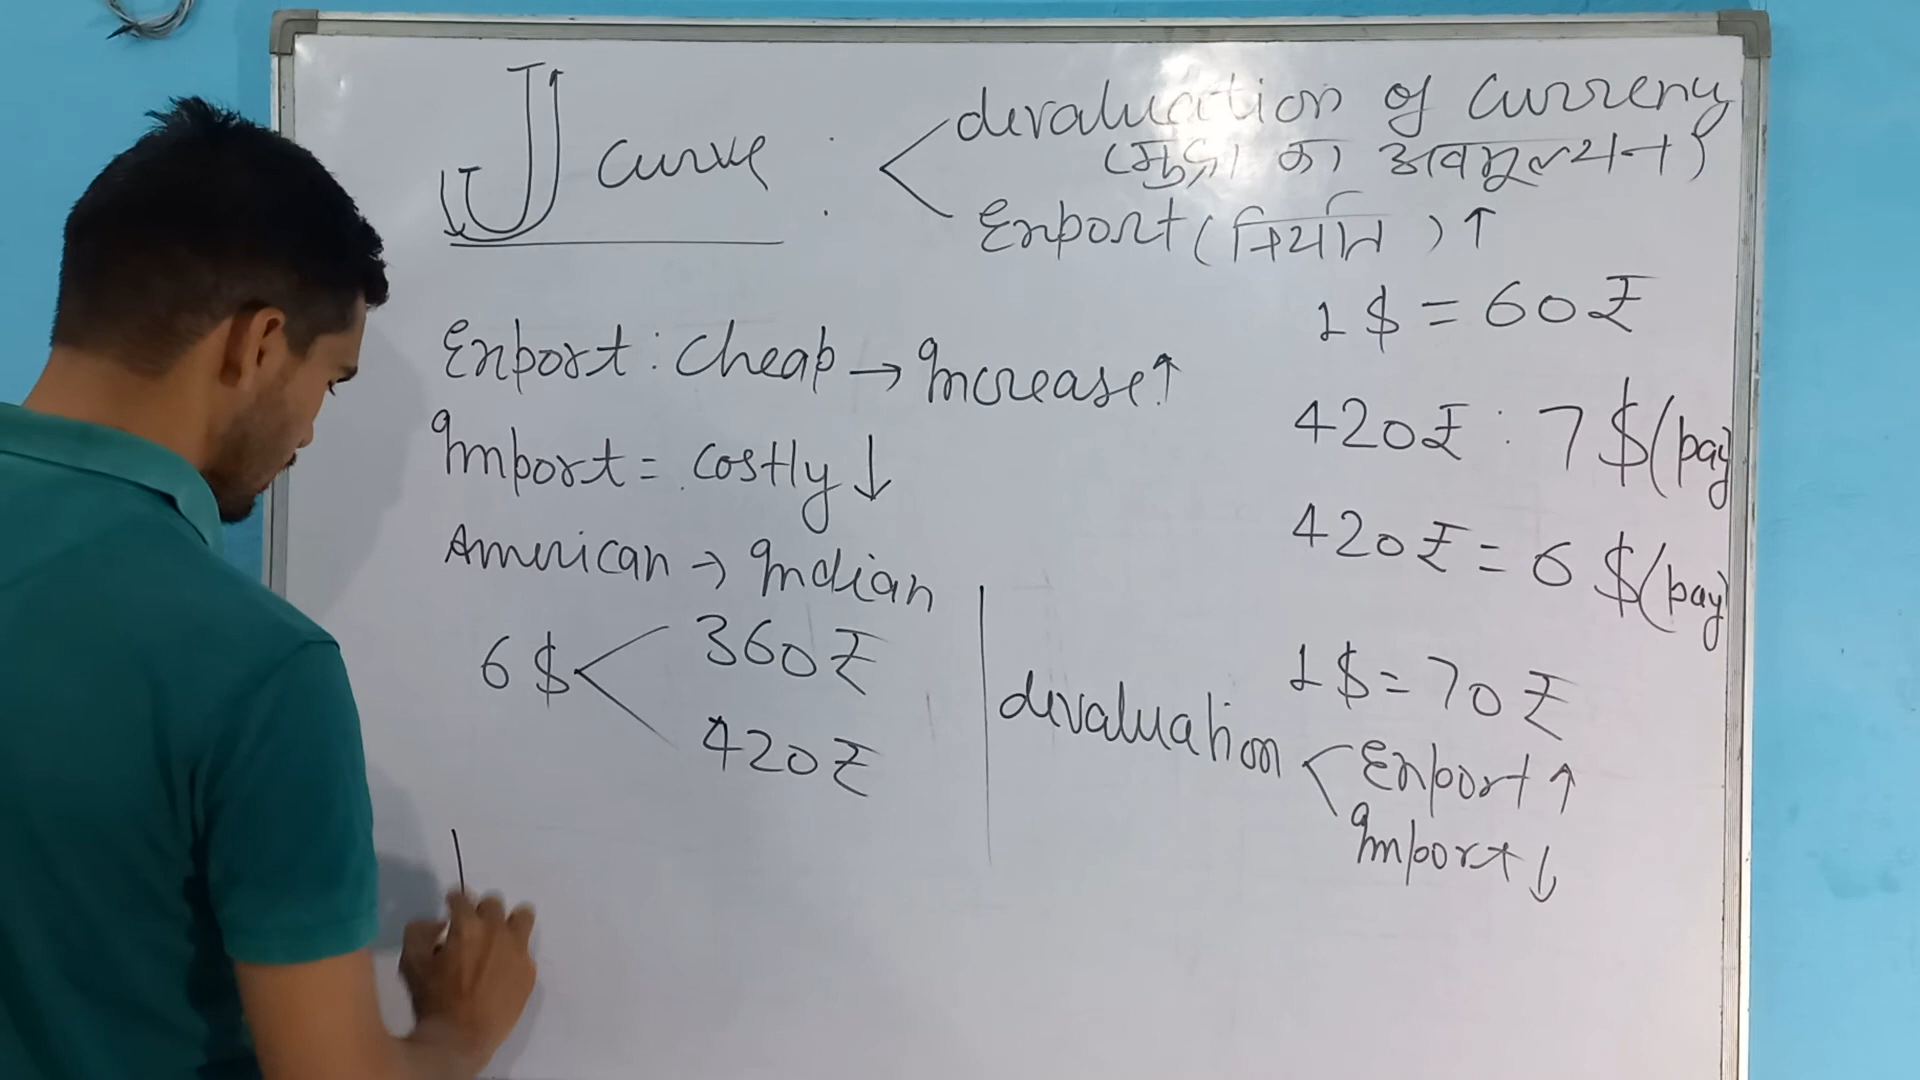 J curve : devaluation of curreny
(मुद्रा का अवमूल्यन)
Export (निर्यात) ↑
1 $ = 60 ₹
Export : Cheap → Increase ↑
420 ₹ : 7 $ (pay)
Import = costly ↓
420 ₹ = 6 $ (pay)
American → Indian
6 $ < 360 ₹
420 ₹
1 $ = 70 ₹
devaluation < Export ↑
Import ↓